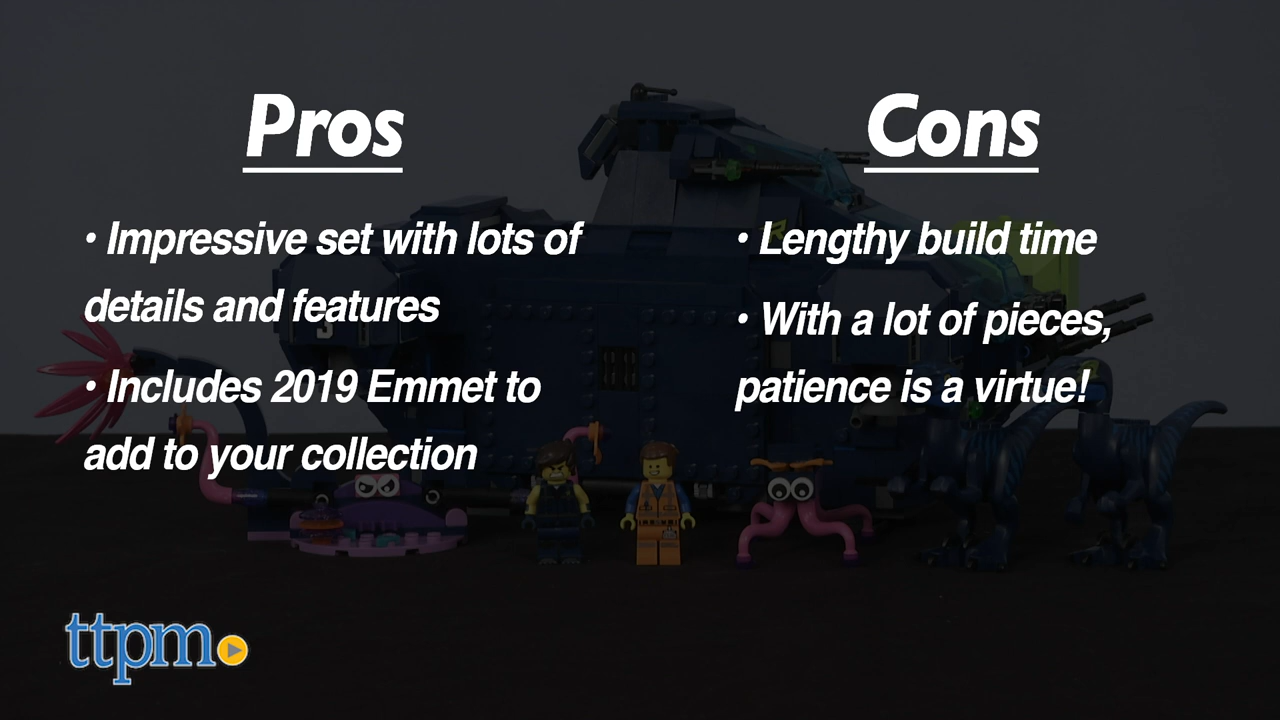 Pros
• Impressive set with lots of
details and features
• Includes 2019 Emmet to
add to your collection
Cons
• Lengthy build time
• With a lot of pieces,
patience is a virtue!
3
ttpm